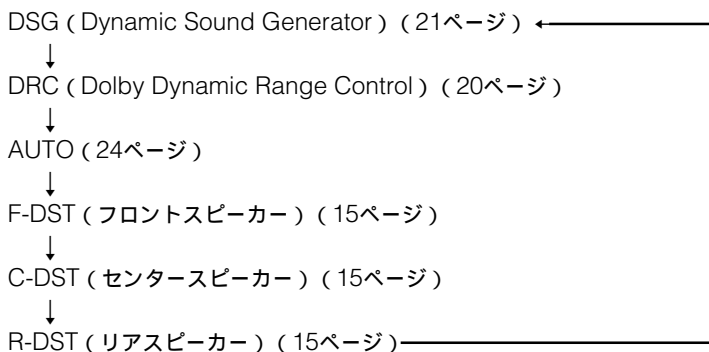 DSG（Dynamic Sound Generator）（21ページ）
DRC（Dolby Dynamic Range Control）（20ページ）
AUTO（24ページ）
F-DST（フロントスピーカー）（15ページ）
C-DST（センタースピーカー）（15ページ）
R-DST（リアスピーカー）（15ページ）